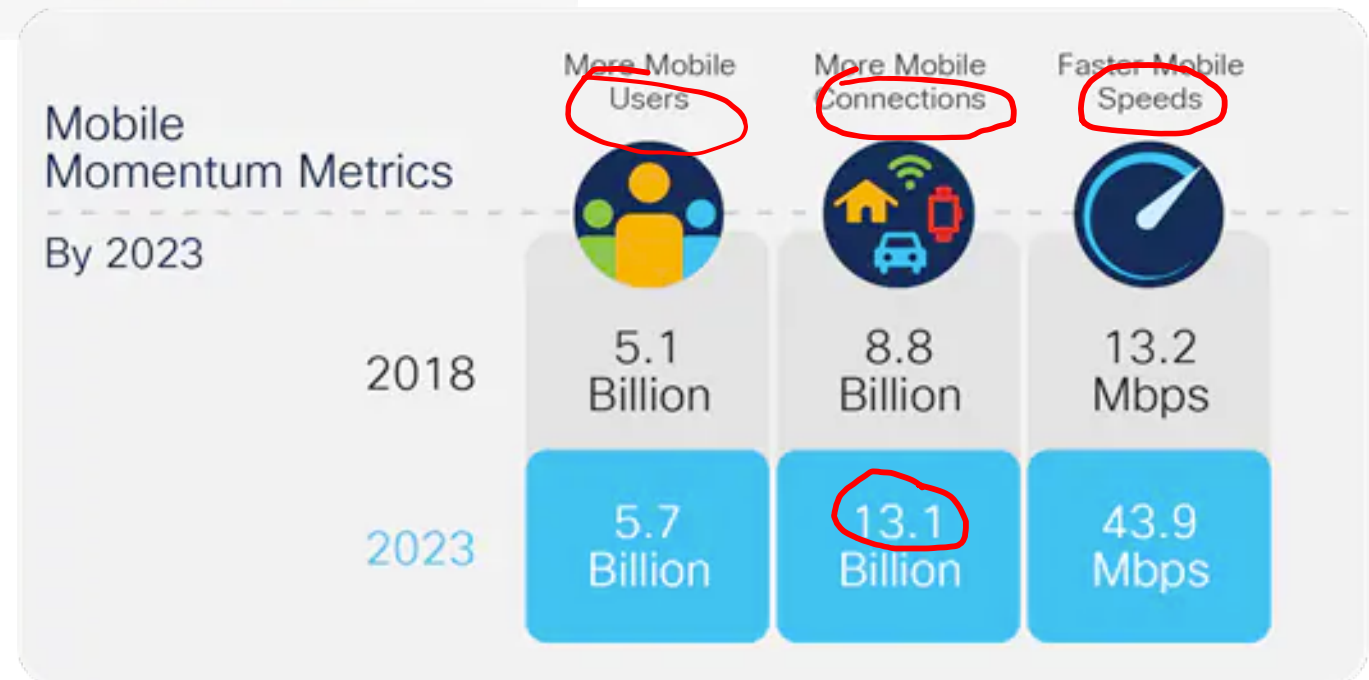 More Mobile
Users
More Mobile
Connections
Faster Mobile
Speeds
Mobile
Momentum Metrics
By 2023
2018
5.1
Billion
8.8
Billion
13.2
Mbps
2023
5.7
Billion
13.1
Billion
43.9
Mbps